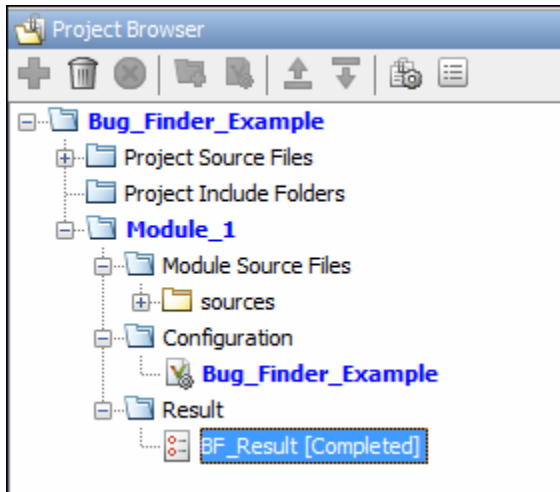 Project Browser
Bug_Finder_Example
Project Source Files
Project Include Folders
Module_1
Module Source Files
sources
Configuration
Bug_Finder_Example
Result
BF_Result [Completed]